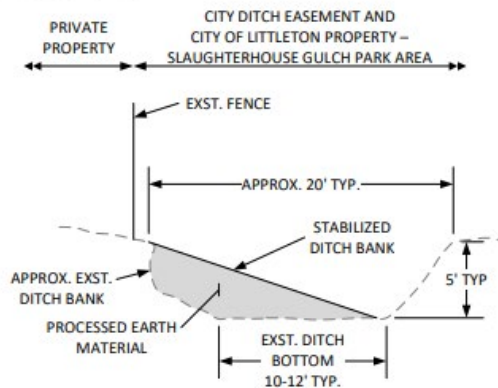 PRIVATE
PROPERTY
CITY DITCH EASEMENT AND
CITY OF LITTLETON PROPERTY –
SLAUGHTERHOUSE GULCH PARK AREA
EXST. FENCE
APPROX. 20' TYP.
STABILIZED
DITCH BANK
APPROX. EXST.
DITCH BANK
5' TYP
PROCESSED EARTH
MATERIAL
EXST. DITCH
BOTTOM
10-12' TYP.